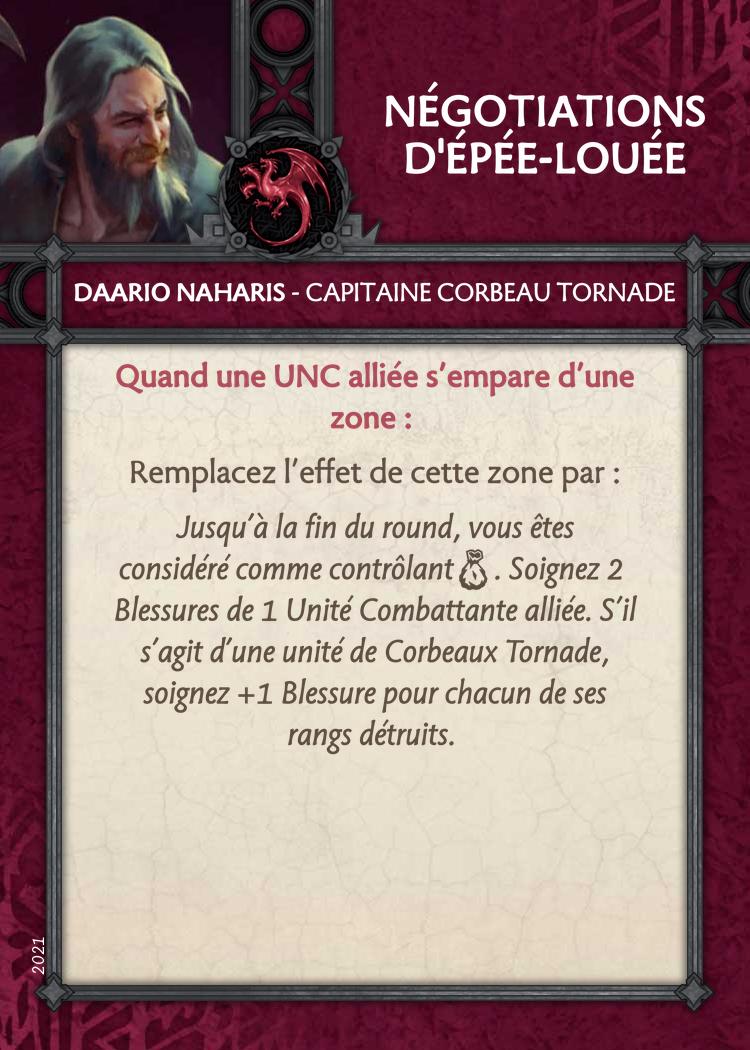 NÉGOTIATIONS
D'ÉPÉE-LOUÉE
DAARIO NAHARIS - CAPITAINE CORBEAU TORNADE
Quand une UNC alliée s’empare d’une
zone :
Remplacez l’effet de cette zone par :
Jusqu’à la fin du round, vous êtes
considéré comme contrôlant . Soignez 2
Blessures de 1 Unité Combattante alliée. S’il
s’agit d’une unité de Corbeaux Tornade,
soignez +1 Blessure pour chacun de ses
rangs détruits.
2021